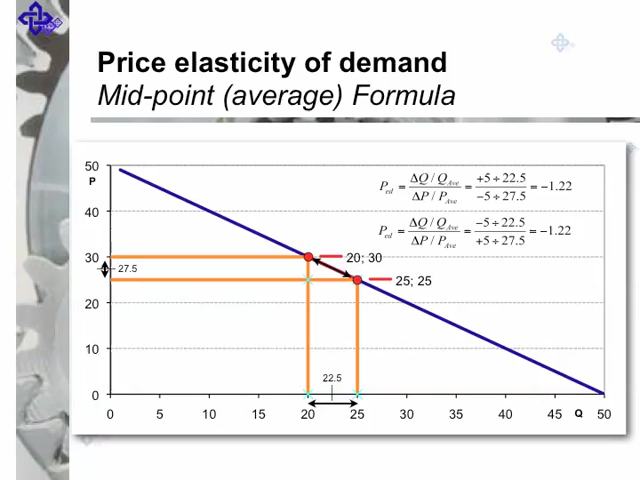 Price elasticity of demand
Mid-point (average) Formula
50
P
40
30
27.5
20
10
0
P_ed = ΔQ / Q_Ave / ΔP / P_Ave = +5 ÷ 22.5 / −5 ÷ 27.5 = −1.22
P_ed = ΔQ / Q_Ave / ΔP / P_Ave = −5 ÷ 22.5 / +5 ÷ 27.5 = −1.22
20; 30
25; 25
22.5
0 5 10 15 20 25 30 35 40 45 Q 50